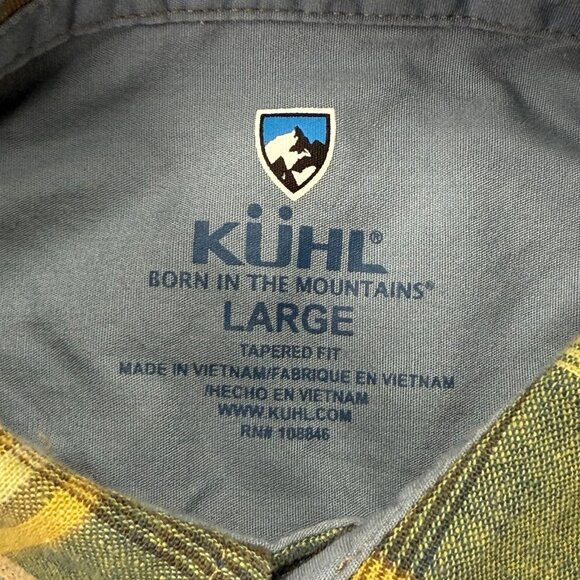 KÜHL®
BORN IN THE MOUNTAINS®
LARGE
TAPERED FIT
MADE IN VIETNAM/FABRIQUE EN VIETNAM
/HECHO EN VIETNAM
WWW.KUHL.COM
RN# 108846